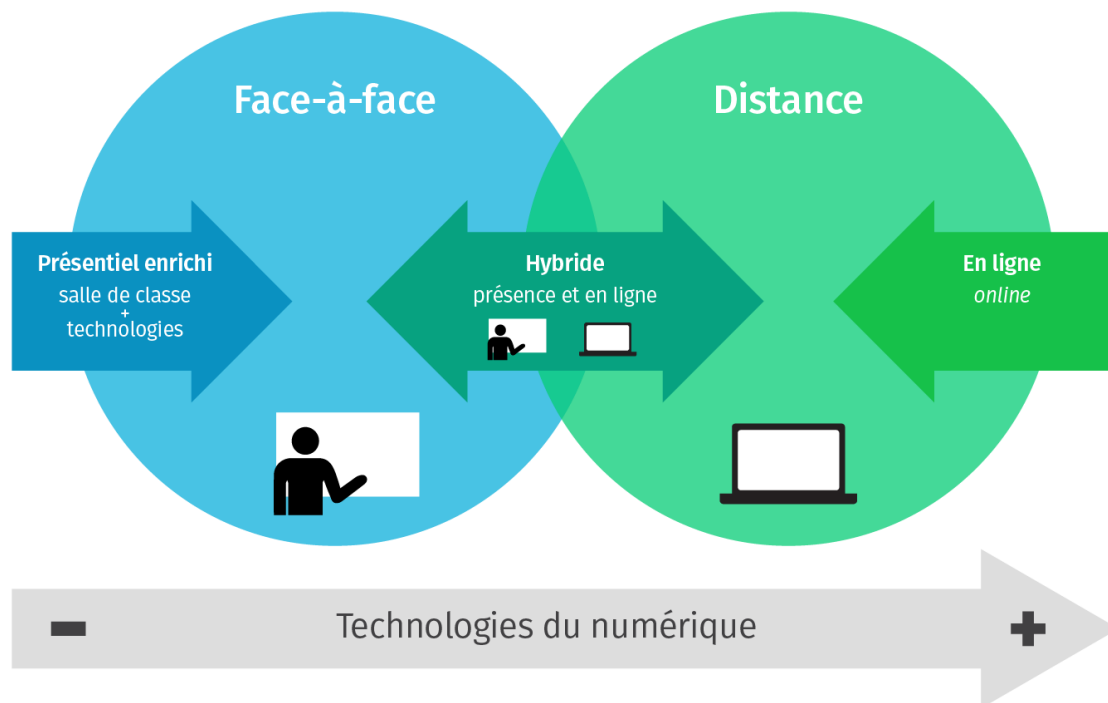 Face-à-face
Distance
Présentiel enrichi
salle de classe
+
technologies
Hybride
présence et en ligne
En ligne
online
- Technologies du numérique +